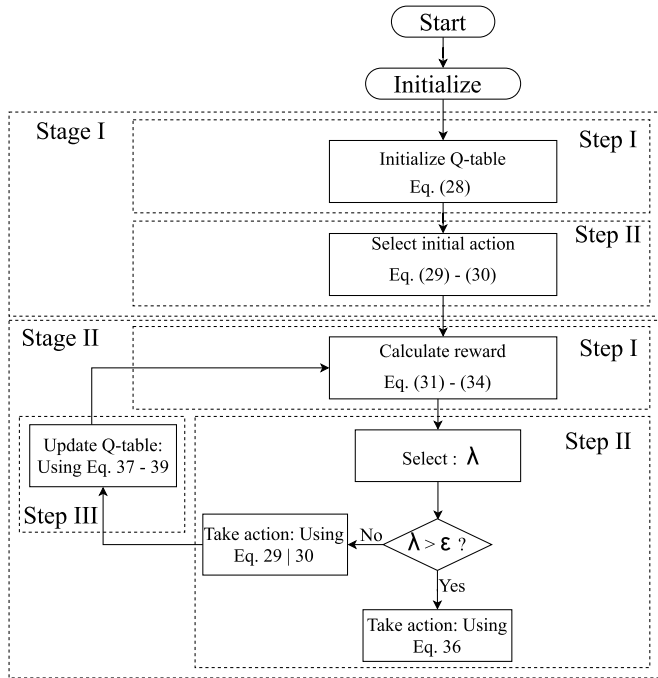 Start
Initialize
Stage I
Step I
Initialize Q-table
Eq. (28)
Step II
Select initial action
Eq. (29) - (30)
Stage II
Step I
Calculate reward
Eq. (31) - (34)
Step II
Update Q-table:
Using Eq. 37 - 39
Step III
Select : λ
λ > ε ?
No
Take action: Using
Eq. 29 | 30
Yes
Take action: Using
Eq. 36